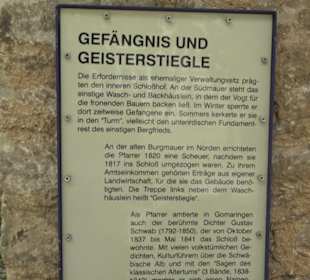 GEFÄNGNIS UND
GEISTERSTIEGLE
Die Erfordernisse als ehemaliger Verwaltungssitz präg-
ten den inneren Schloßhof. An der Südmauer steht das
einstige Wasch- und Backhäuslein, in dem der Vogt für
die fronenden Bauern backen ließ. Im Winter sperrte er
dort zeitweise Gefangene ein. Sommers kerkerte er sie
in den "Turm", vielleicht den unterirdischen Fundament-
rest des einstigen Bergfrieds.
An der alten Burgmauer im Norden errichteten
die Pfarrer 1820 eine Scheuer, nachdem sie
1817 ins Schloß umgezogen waren. Zu ihrem
Amtseinkommen gehörten Erträge aus eigener
Landwirtschaft, für die sie das Gebäude benö-
tigten. Die Treppe links neben dem Wasch-
häuslein heißt "Geisterstiegle".
Als Pfarrer amtierte in Gomaringen
auch der berühmte Dichter Gustav
Schwab (1792-1850), der von Oktober
1837 bis Mai 1841 das Schloß be-
wohnte. Mit vielen volkstümlichen Ge-
dichten, Kulturführern über die Schwäbi-
sche Alb und mit den "Sagen des
klassischen Altertums" (3 Bände, 1838-